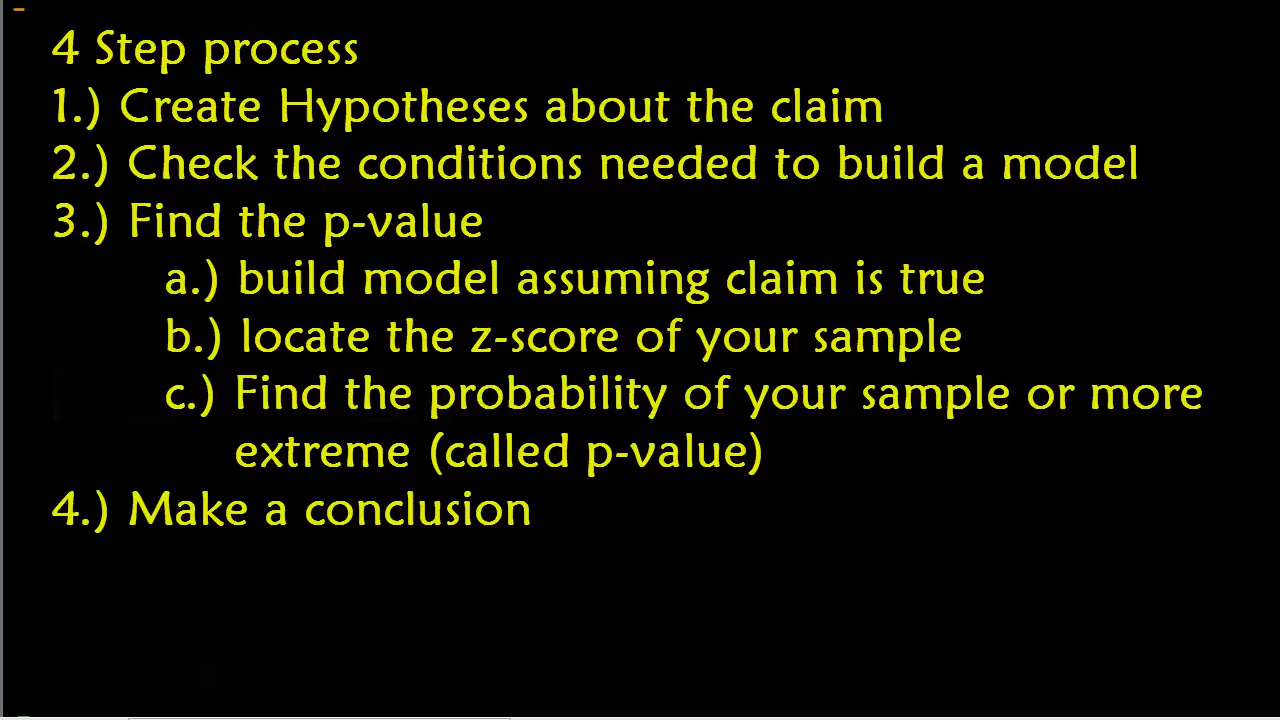 4 Step process
1.) Create Hypotheses about the claim
2.) Check the conditions needed to build a model
3.) Find the p-value
a.) build model assuming claim is true
b.) locate the z-score of your sample
c.) Find the probability of your sample or more
extreme (called p-value)
4.) Make a conclusion